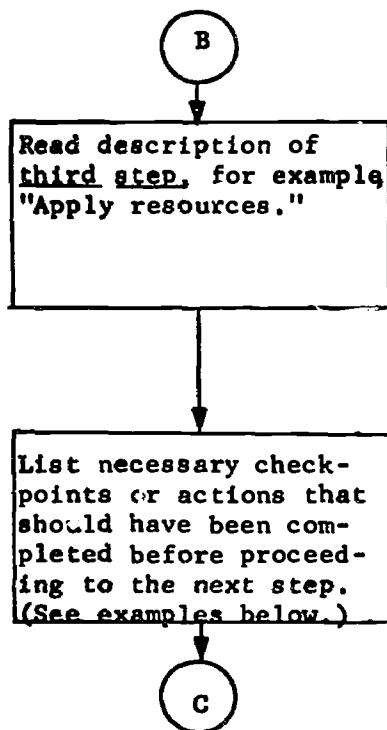 B
Read description of
third step, for example,
"Apply resources."
List necessary check-
points or actions that
should have been com-
pleted before proceed-
ing to the next step.
(See examples below.)
C